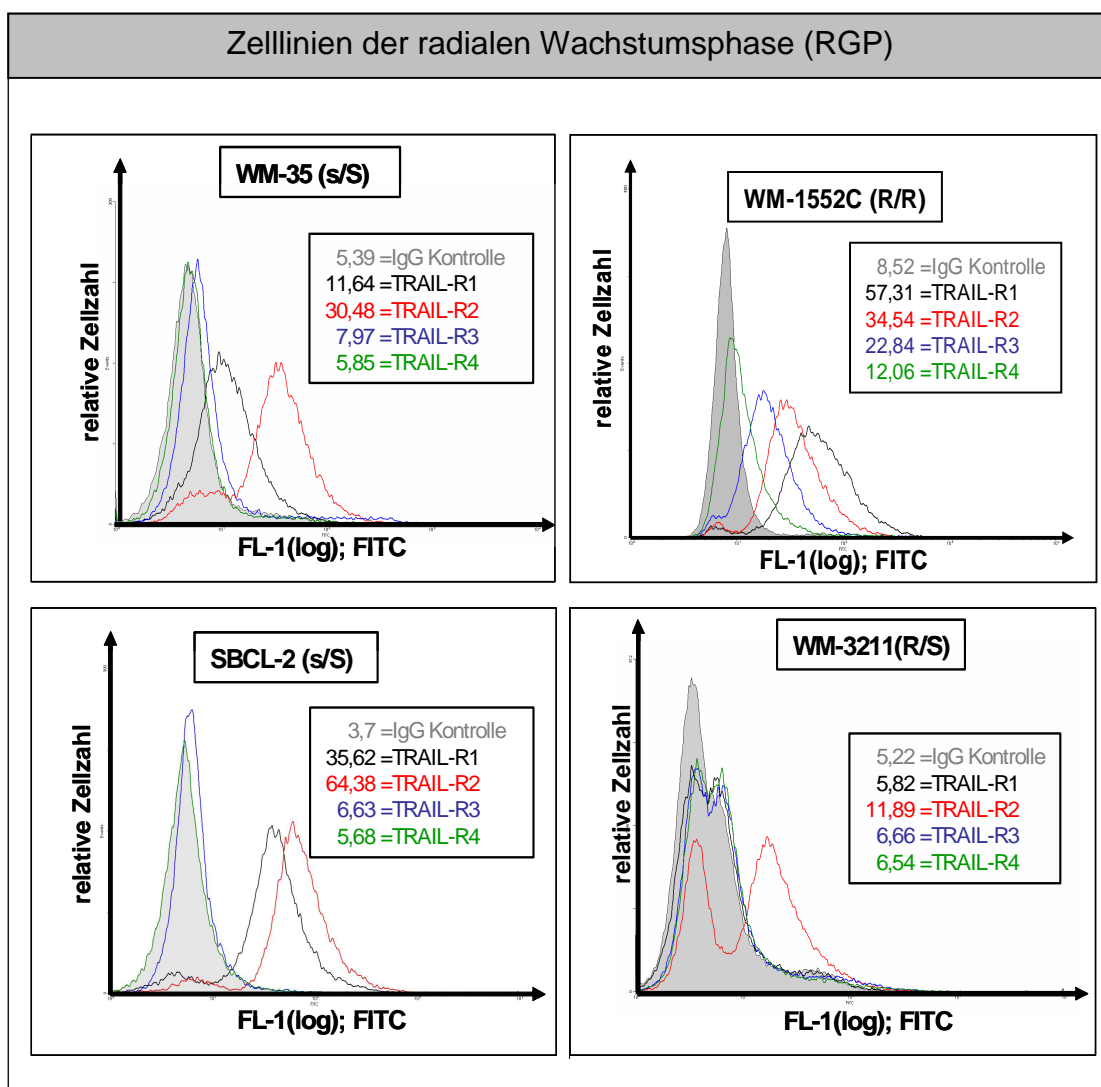 Zelllinien der radialen Wachstumsphase (RGP)
WM-35 (s/S)
relative Zellzahl
5,39 =IgG Kontrolle
11,64 =TRAIL-R1
30,48 =TRAIL-R2
7,97 =TRAIL-R3
5,85 =TRAIL-R4
FL-1(log); FITC
WM-1552C (R/R)
relative Zellzahl
8,52 =IgG Kontrolle
57,31 =TRAIL-R1
34,54 =TRAIL-R2
22,84 =TRAIL-R3
12,06 =TRAIL-R4
FL-1(log); FITC
SBCL-2 (s/S)
relative Zellzahl
3,7 =IgG Kontrolle
35,62 =TRAIL-R1
64,38 =TRAIL-R2
6,63 =TRAIL-R3
5,68 =TRAIL-R4
FL-1(log); FITC
WM-3211(R/S)
relative Zellzahl
5,22 =IgG Kontrolle
5,82 =TRAIL-R1
11,89 =TRAIL-R2
6,66 =TRAIL-R3
6,54 =TRAIL-R4
FL-1(log); FITC